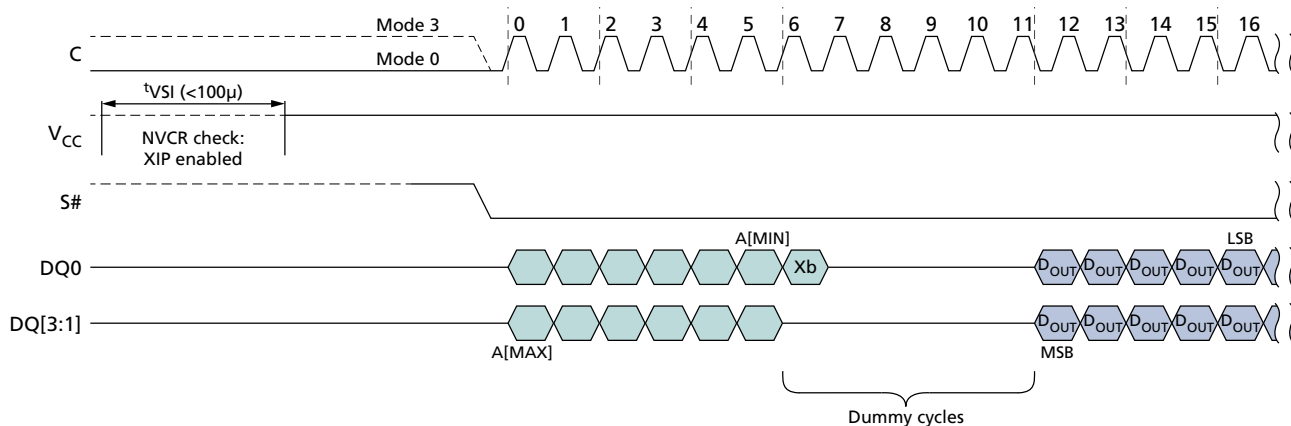 Mode 3
C
Mode 0
0 1 2 3 4 5 6 7 8 9 10 11 12 13 14 15 16
tVSI (<100µ)
VCC
NVCR check:
XIP enabled
S#
A[MIN]
LSB
DQ0
Xb
DOUT DOUT DOUT DOUT DOUT
DQ[3:1]
DOUT DOUT DOUT DOUT DOUT
A[MAX]
MSB
Dummy cycles